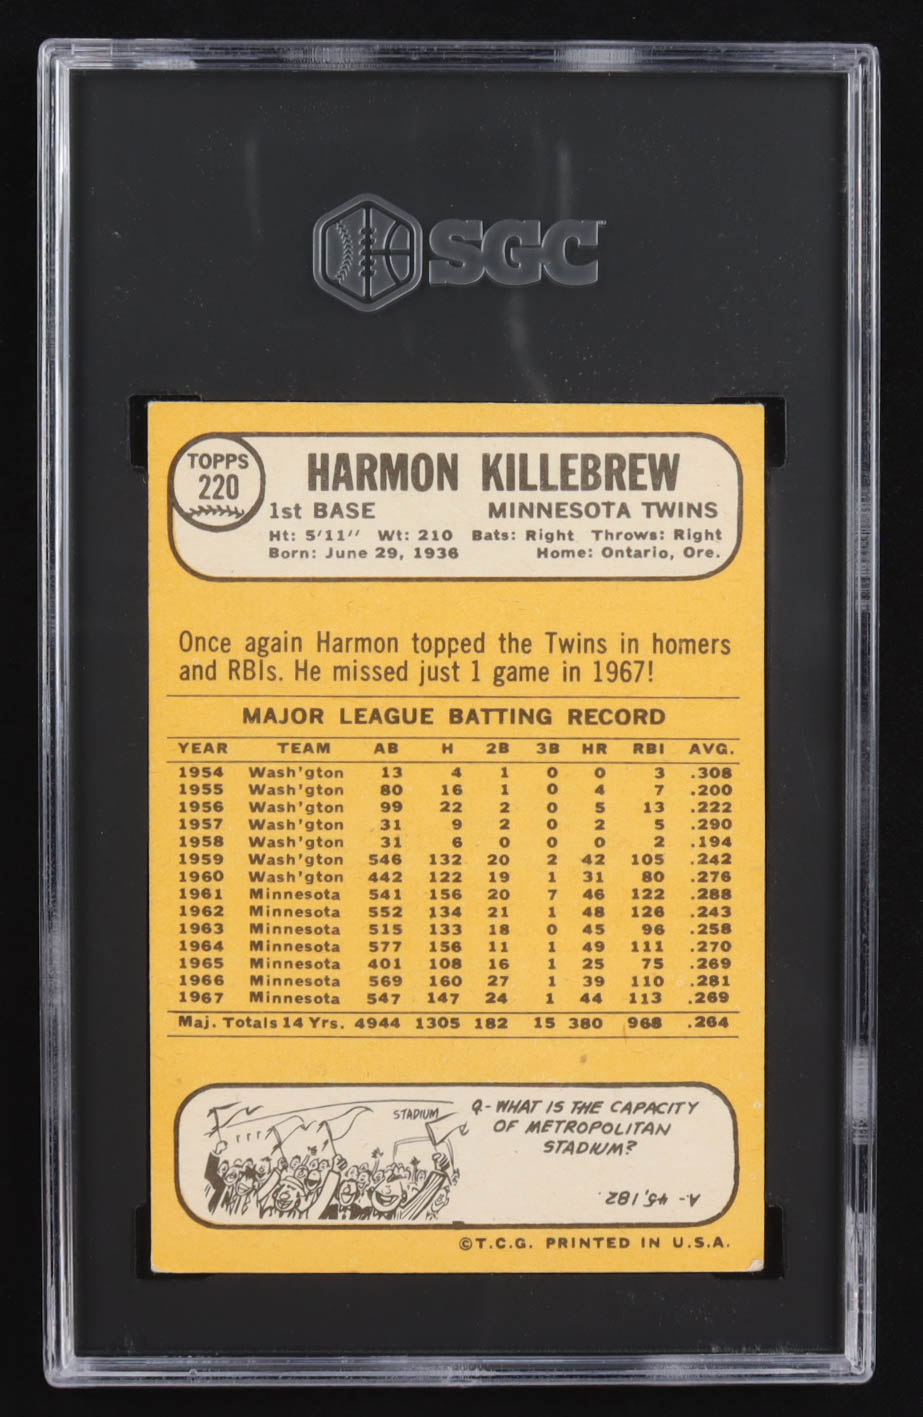 SGC
TOPPS
220
HARMON KILLEBREW
1st BASE MINNESOTA TWINS
Ht: 5'11" Wt: 210 Bats: Right Throws: Right
Born: June 29, 1936 Home: Ontario, Ore.
Once again Harmon topped the Twins in homers
and RBIs. He missed just 1 game in 1967!
MAJOR LEAGUE BATTING RECORD
YEAR TEAM AB H 2B 3B HR RBI AVG.
1954 Wash'gton 13 4 1 0 0 3 .308
1955 Wash'gton 80 16 1 0 4 7 .200
1956 Wash'gton 99 22 2 0 5 13 .222
1957 Wash'gton 31 9 2 0 2 5 .290
1958 Wash'gton 31 6 0 0 0 2 .194
1959 Wash'gton 546 132 20 2 42 105 .242
1960 Wash'gton 442 122 19 1 31 80 .276
1961 Minnesota 541 156 20 7 46 122 .288
1962 Minnesota 552 134 21 1 48 126 .243
1963 Minnesota 515 133 18 0 45 96 .258
1964 Minnesota 577 156 11 1 49 111 .270
1965 Minnesota 401 108 16 1 25 75 .269
1966 Minnesota 569 160 27 1 39 110 .281
1967 Minnesota 547 147 24 1 44 113 .269
Maj. Totals 14 Yrs. 4944 1305 182 15 380 968 .264
STADIUM
Q-WHAT IS THE CAPACITY
OF METROPOLITAN
STADIUM?
A-45,182.
©T.C.G. PRINTED IN U.S.A.